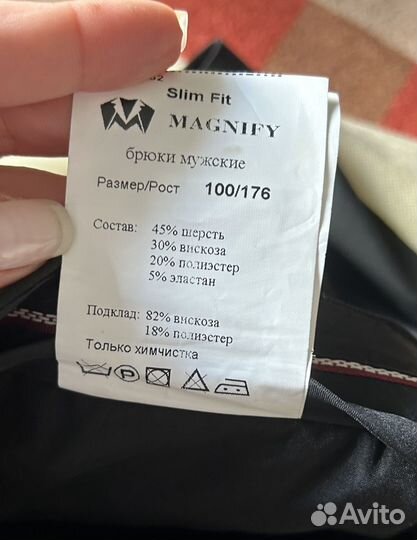 Slim Fit
MAGNIFY
брюки мужские
Размер/Рост 100/176
Состав: 45% шерсть
30% вискоза
20% полиэстер
5% эластан
Подклад: 82% вискоза
18% полиэстер
Только химчистка
P
Avito